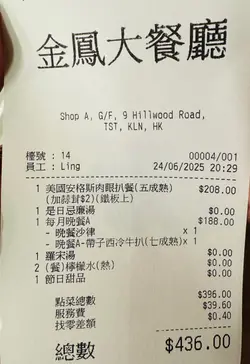 金鳳大餐廳
Shop A, G/F, 9 Hillwood Road,
TST, KLN, HK
檯號 : 14 00004/001
員工 : Ling 24/06/2025 20:29
1 美國安格斯肉眼扒餐(五成熟) $208.00
(加蒜茸$2)(鐵板上)
1 是日忌廉湯 $0.00
1 每月晚餐A $188.00
- 晚餐沙律 x 1
- 晚餐A-帶子西冷牛扒(七成熟) x 1
1 羅宋湯 $0.00
2 (餐)檸檬水(熱) $0.00
1 節日甜品 $0.00
點菜總數 $396.00
服務費 $39.60
找零差額 $0.40
總數 $436.00